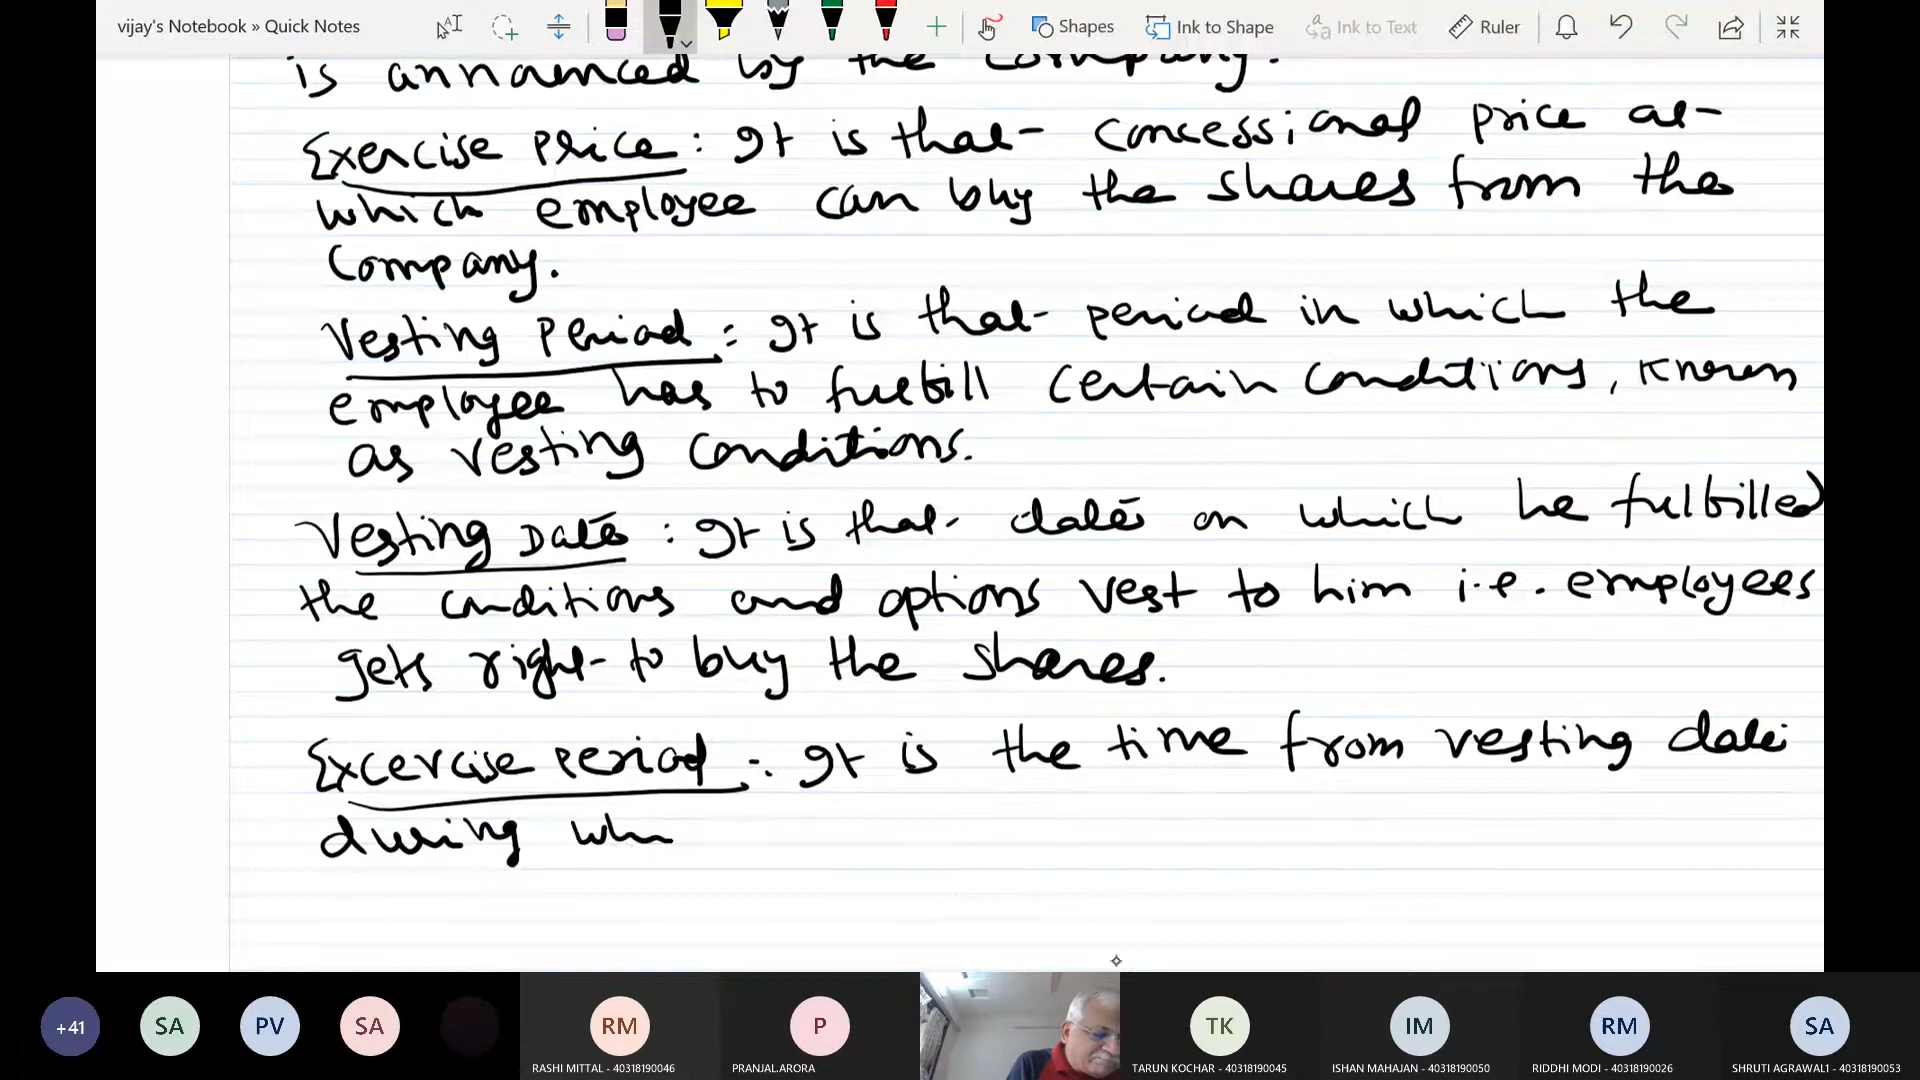 vijay's Notebook » Quick Notes
Shapes
Ink to Shape
Ink to Text
Ruler
is announced by the company.
Exercise Price : It is that concessional price at
which employee can buy the shares from the
Company.
Vesting Period : It is that period in which the
employee has to fulfill certain conditions, known
as vesting conditions.
Vesting Date : It is that date on which he fulfilled
the conditions and options vest to him i.e. employees
gets right to buy the shares.
Excercise period : It is the time from vesting date
during whi
+41
SA
PV
SA
RM
P
TK
IM
RM
SA
RASHI MITTAL - 40318190046
PRANJAL.ARORA
TARUN KOCHAR - 40318190045
ISHAN MAHAJAN - 40318190050
RIDDHI MODI - 40318190026
SHRUTI AGRAWAL1 - 40318190053